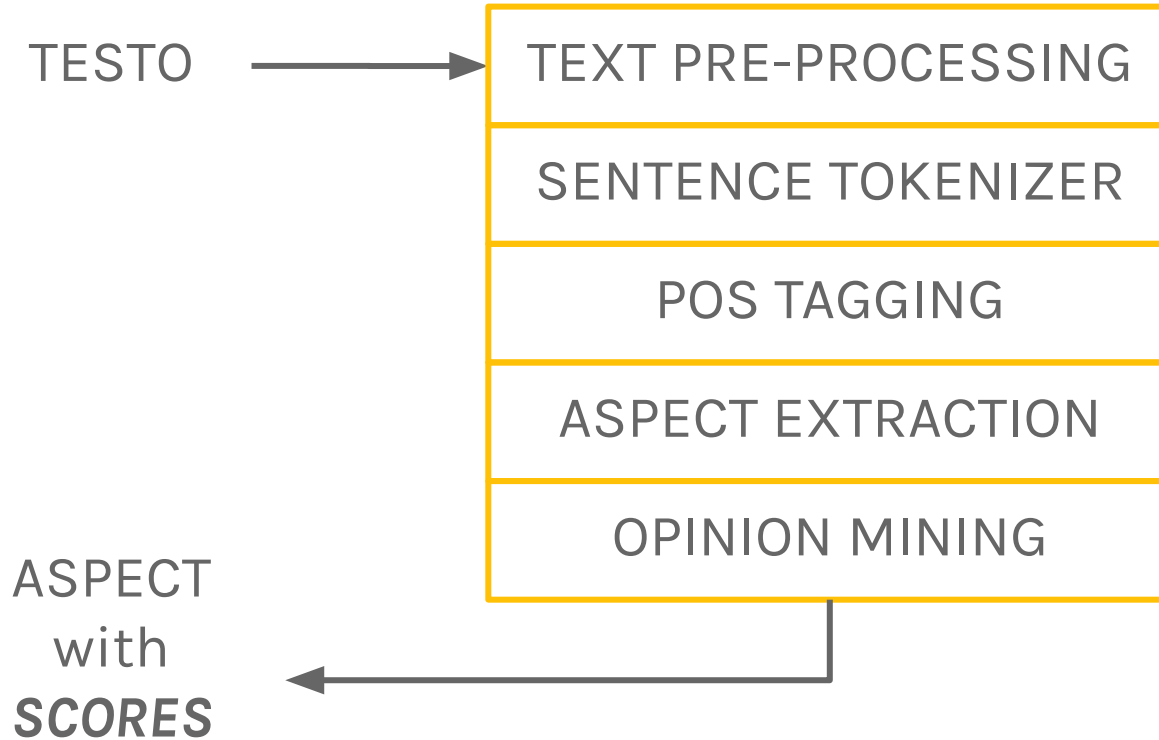 TESTO
TEXT PRE-PROCESSING
SENTENCE TOKENIZER
POS TAGGING
ASPECT EXTRACTION
OPINION MINING
ASPECT
with
SCORES